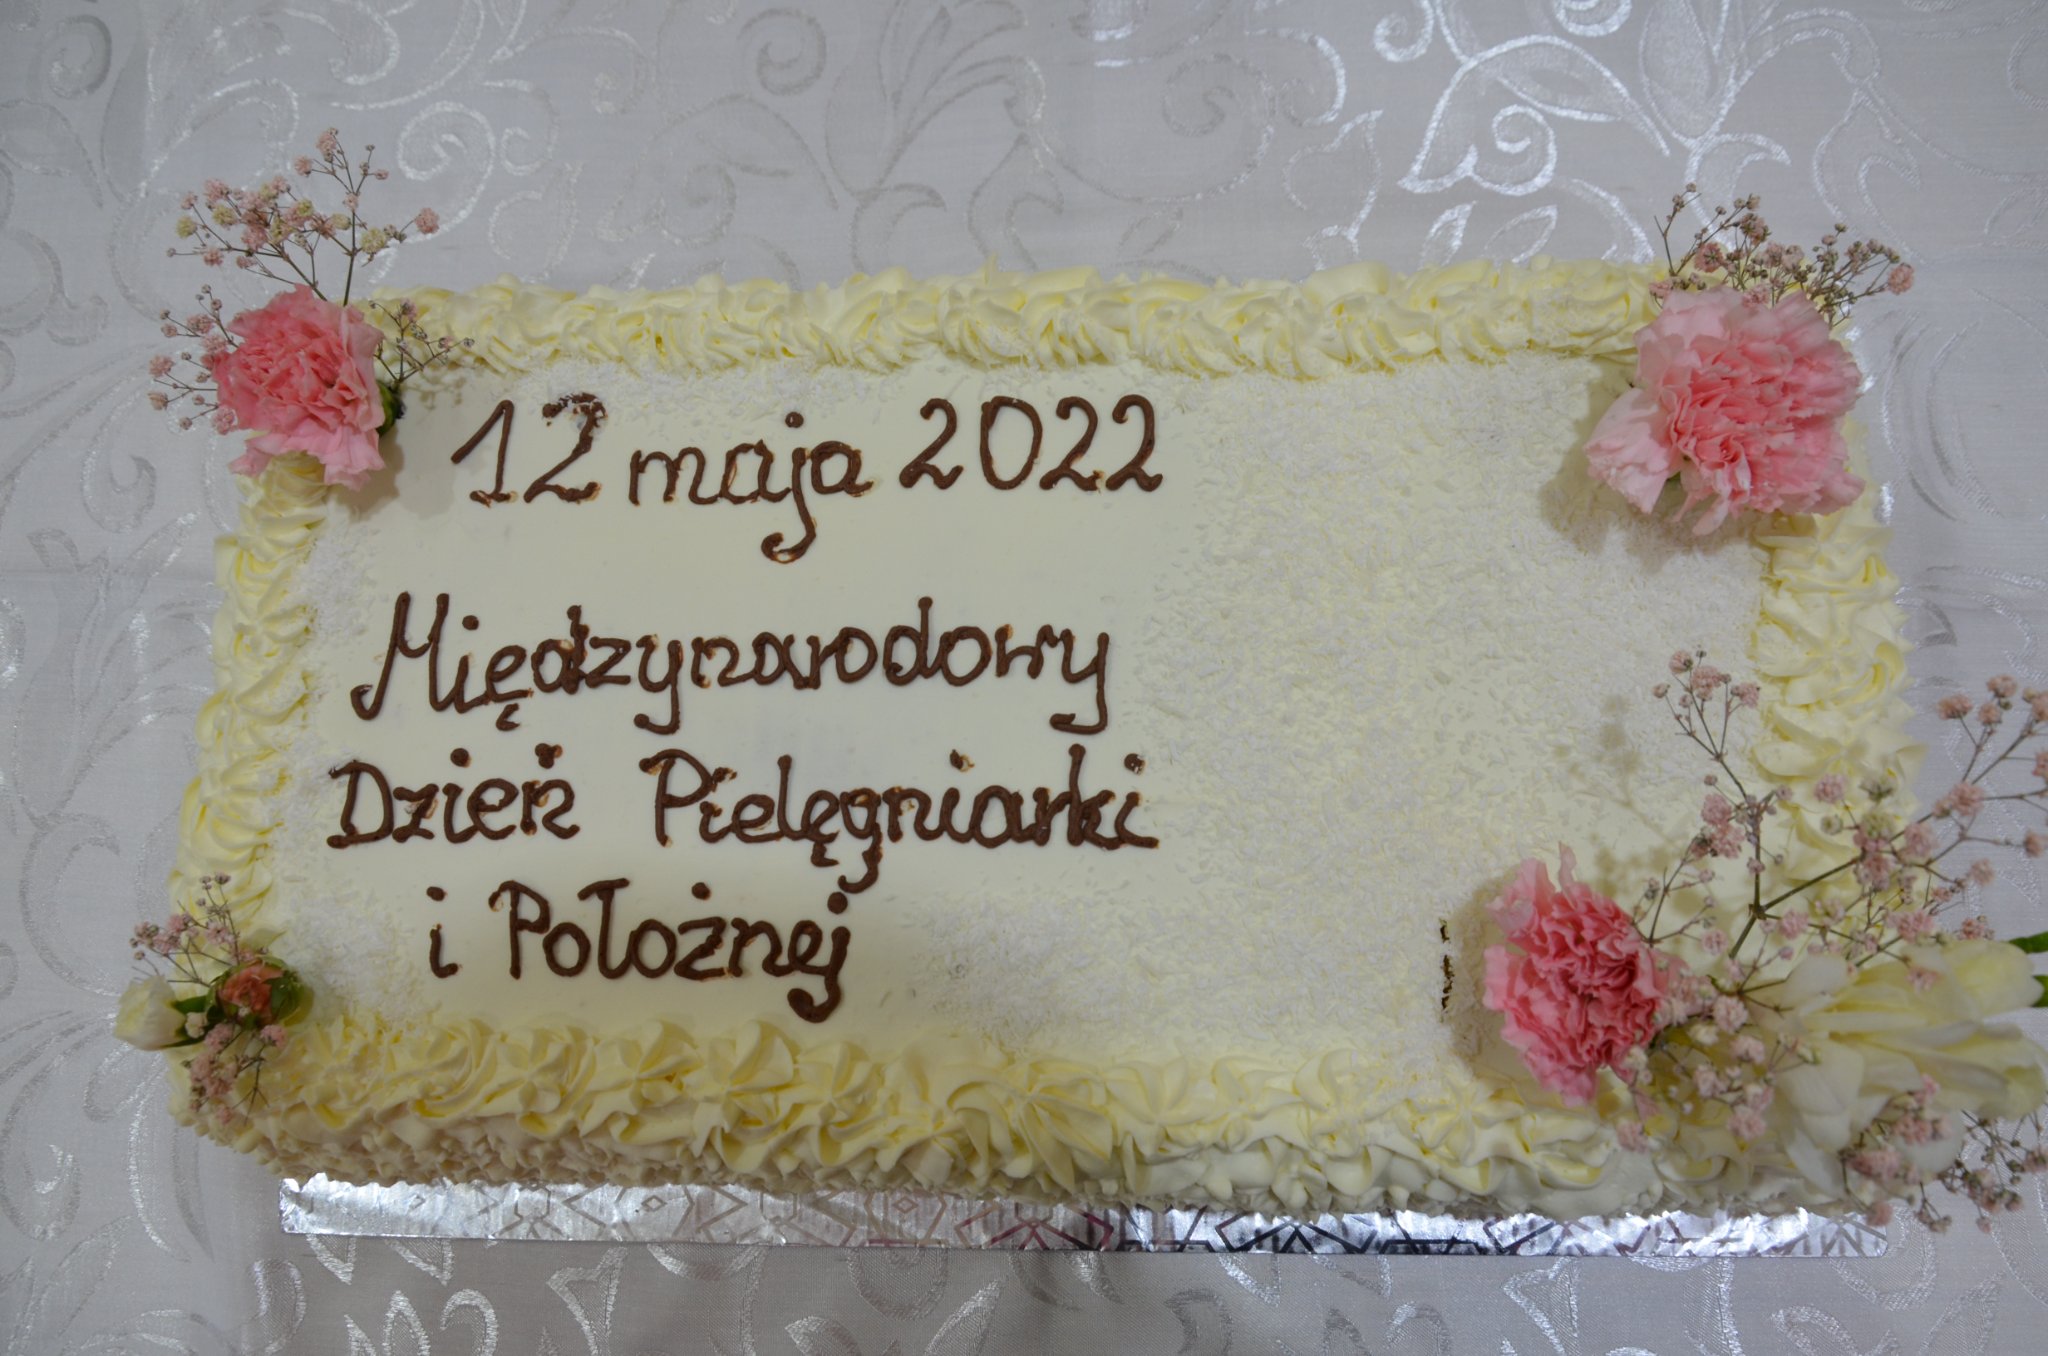 12 maja 2022
Międzynarodowy
Dzień Pielęgniarki
i Położnej